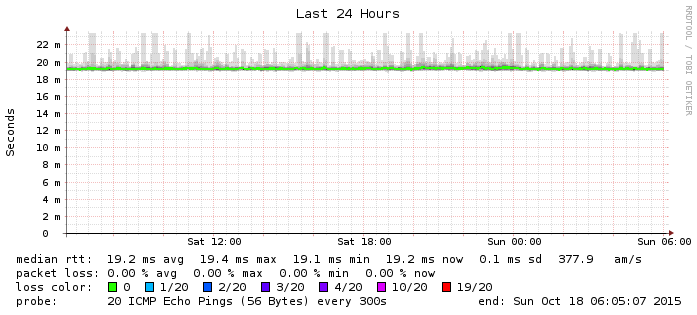 Last 24 Hours
RRDTOOL / TOBI OETIKER
Seconds
22 m
20 m
18 m
16 m
14 m
12 m
10 m
8 m
6 m
4 m
2 m
0
Sat 12:00 Sat 18:00 Sun 00:00 Sun 06:00
median rtt: 19.2 ms avg 19.4 ms max 19.1 ms min 19.2 ms now 0.1 ms sd 377.9 am/s
packet loss: 0.00 % avg 0.00 % max 0.00 % min 0.00 % now
loss color: 0 1/20 2/20 3/20 4/20 10/20 19/20
probe: 20 ICMP Echo Pings (56 Bytes) every 300s end: Sun Oct 18 06:05:07 2015